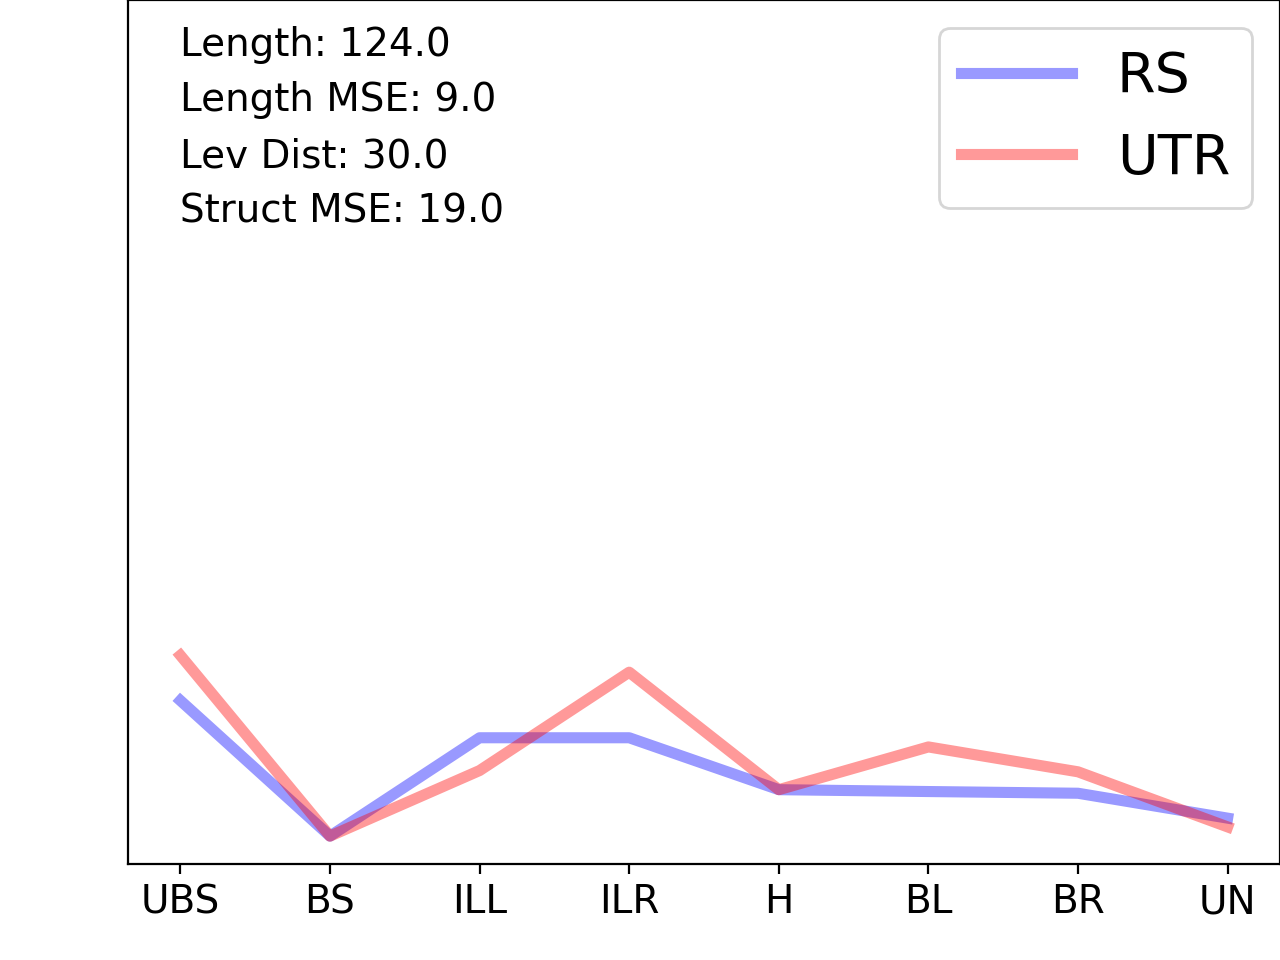 Length: 124.0
Length MSE: 9.0
Lev Dist: 30.0
Struct MSE: 19.0
RS
UTR
UBS BS ILL ILR H BL BR UN